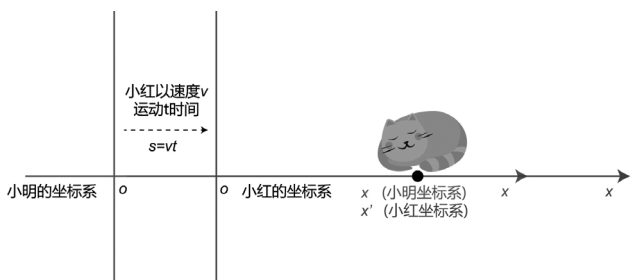 小红以速度v
运动t时间
s=vt
小明的坐标系
o
o
小红的坐标系
x (小明坐标系)
x' (小红坐标系)
x
x